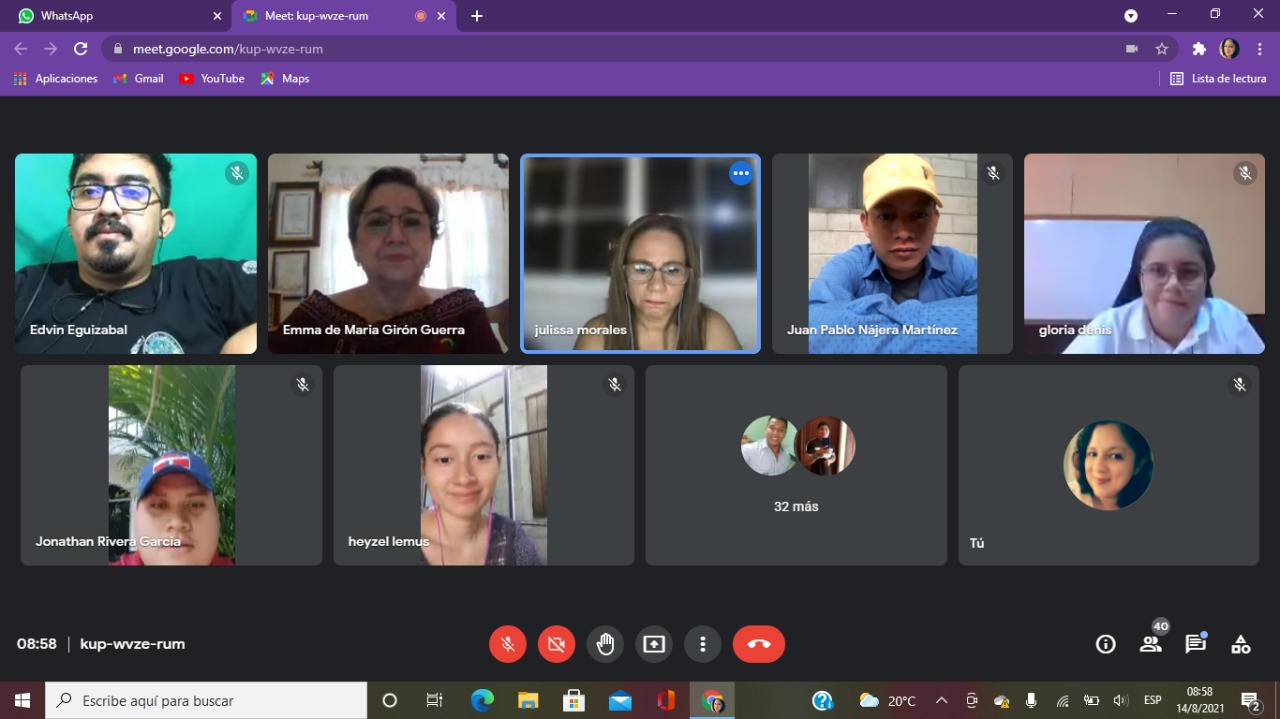 WhatsApp
Meet: kup-wvze-rum
meet.google.com/kup-wvze-rum
Aplicaciones
Gmail
YouTube
Maps
Lista de lectura
Edvin Eguizabal
Emma de Maria Girón Guerra
julissa morales
Juan Pablo Nájera Martínez
gloria denis
Jonathan Rivera Garcia
heyzel lemus
32 más
Tú
08:58 | kup-wvze-rum
40
Escribe aquí para buscar
20°C
ESP
08:58
14/8/2021
2